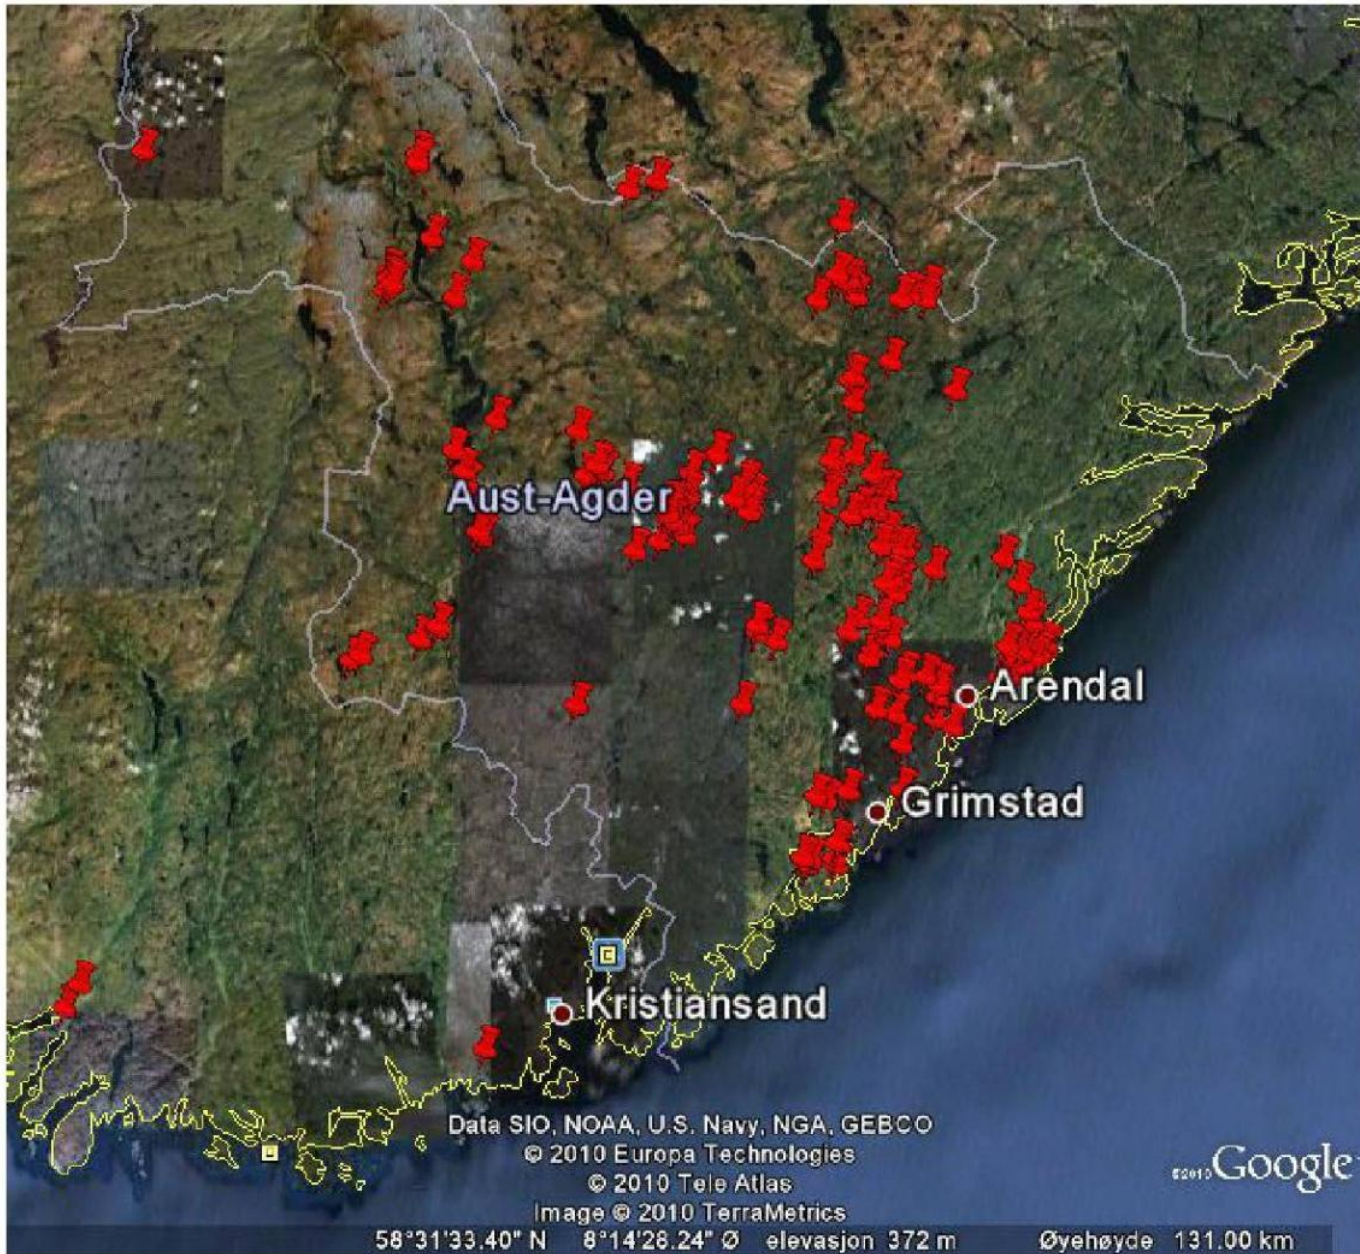 Aust-Agder
Arendal
Grimstad
Kristiansand
Data SIO, NOAA, U.S. Navy, NGA, GEBCO
© 2010 Europa Technologies
© 2010 Tele Atlas
©2010 Google
Image © 2010 TerraMetrics
58°31'33.40" N 8°14'28.24" Ø elevasjon 372 m Øyehøyde 131.00 km